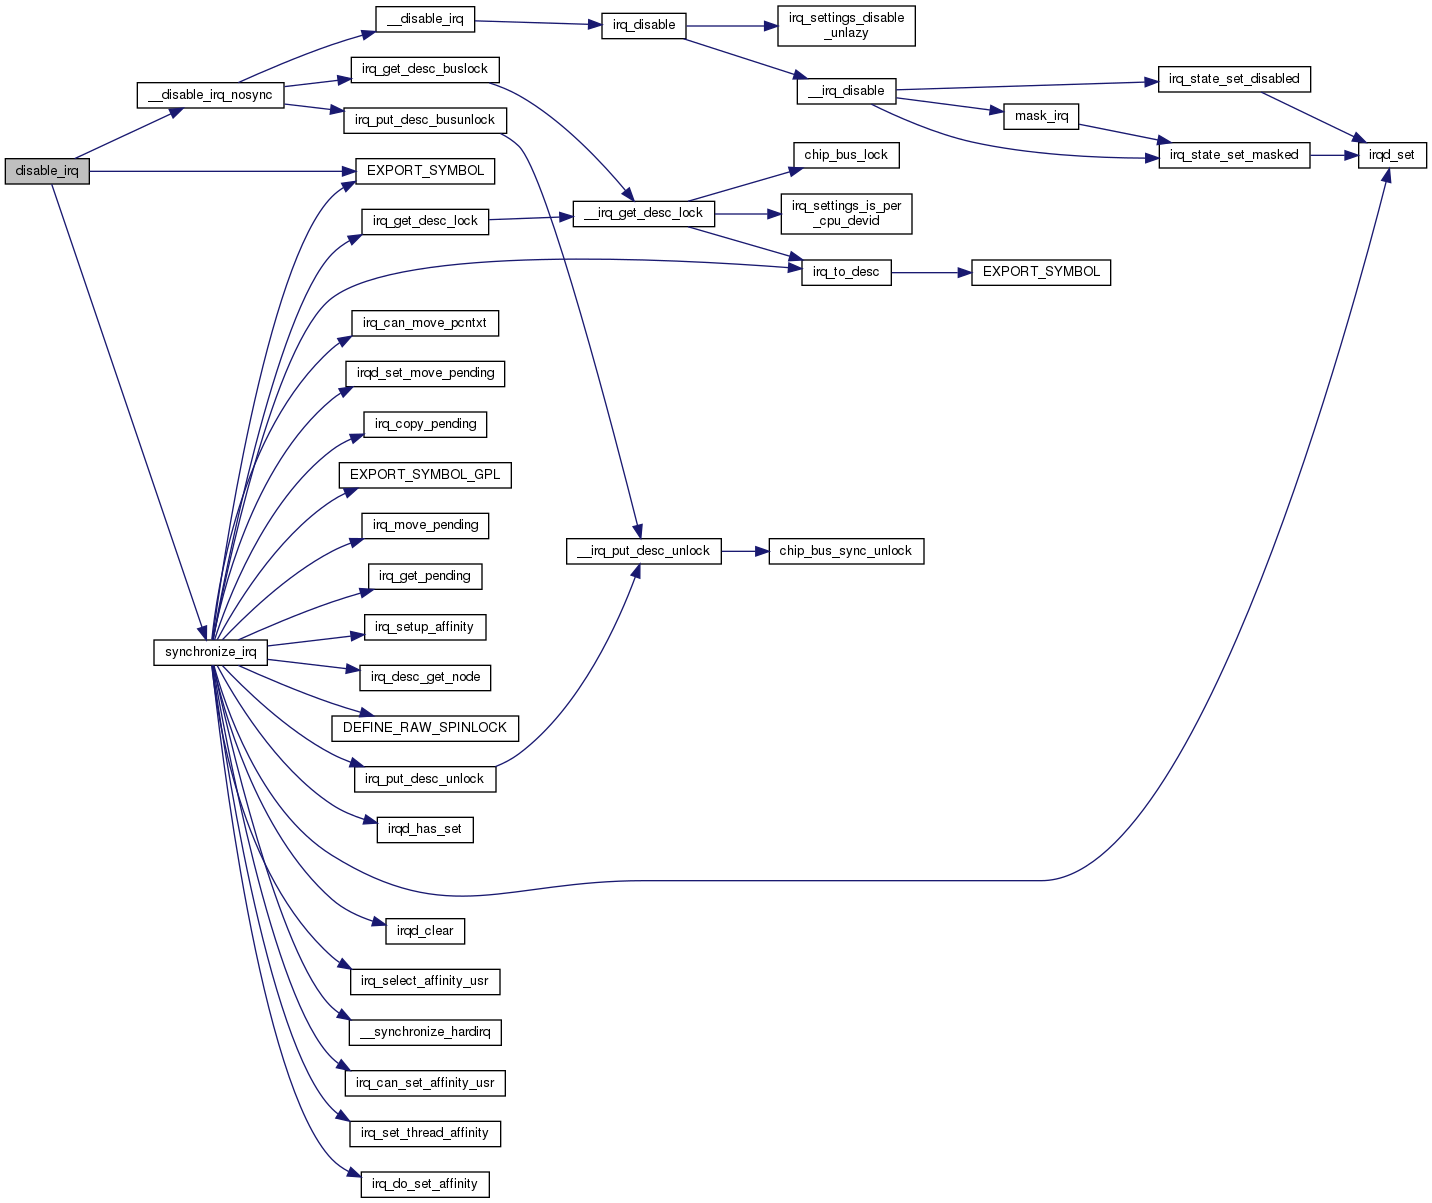 __disable_irq
irq_disable
irq_settings_disable
_unlazy
irq_get_desc_buslock
__disable_irq_nosync
irq_put_desc_busunlock
__irq_disable
irq_state_set_disabled
mask_irq
irq_state_set_masked
irqd_set
chip_bus_lock
disable_irq
EXPORT_SYMBOL
irq_get_desc_lock
__irq_get_desc_lock
irq_settings_is_per
_cpu_devid
irq_to_desc
EXPORT_SYMBOL
irq_can_move_pcntxt
irqd_set_move_pending
irq_copy_pending
EXPORT_SYMBOL_GPL
irq_move_pending
__irq_put_desc_unlock
chip_bus_sync_unlock
irq_get_pending
irq_setup_affinity
synchronize_irq
irq_desc_get_node
DEFINE_RAW_SPINLOCK
irq_put_desc_unlock
irqd_has_set
irqd_clear
irq_select_affinity_usr
__synchronize_hardirq
irq_can_set_affinity_usr
irq_set_thread_affinity
irq_do_set_affinity